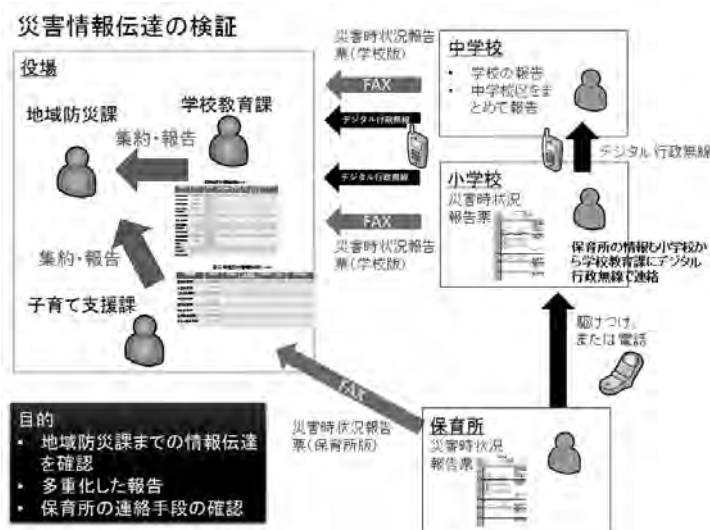 災害情報伝達の検証
役場
地域防災課
学校教育課
集約・報告
集約・報告
子育て支援課
災害時状況報告
票(学校版)
FAX
デジタル行政無線
デジタル行政無線
FAX
災害時状況報告
票(学校版)
中学校
• 学校の報告
• 中学校区をま
とめて報告
デジタル行政無線
小学校
災害時状況
報告票
保育所の情報も小学校か
ら学校教育課にデジタル
行政無線で連絡
駆けつけ、
または電話
FAX
災害時状況報告
票(保育所版)
保育所
災害時状況
報告票
目的
• 地域防災課までの情報伝達
を確認
• 多重化した報告
• 保育所の連絡手段の確認